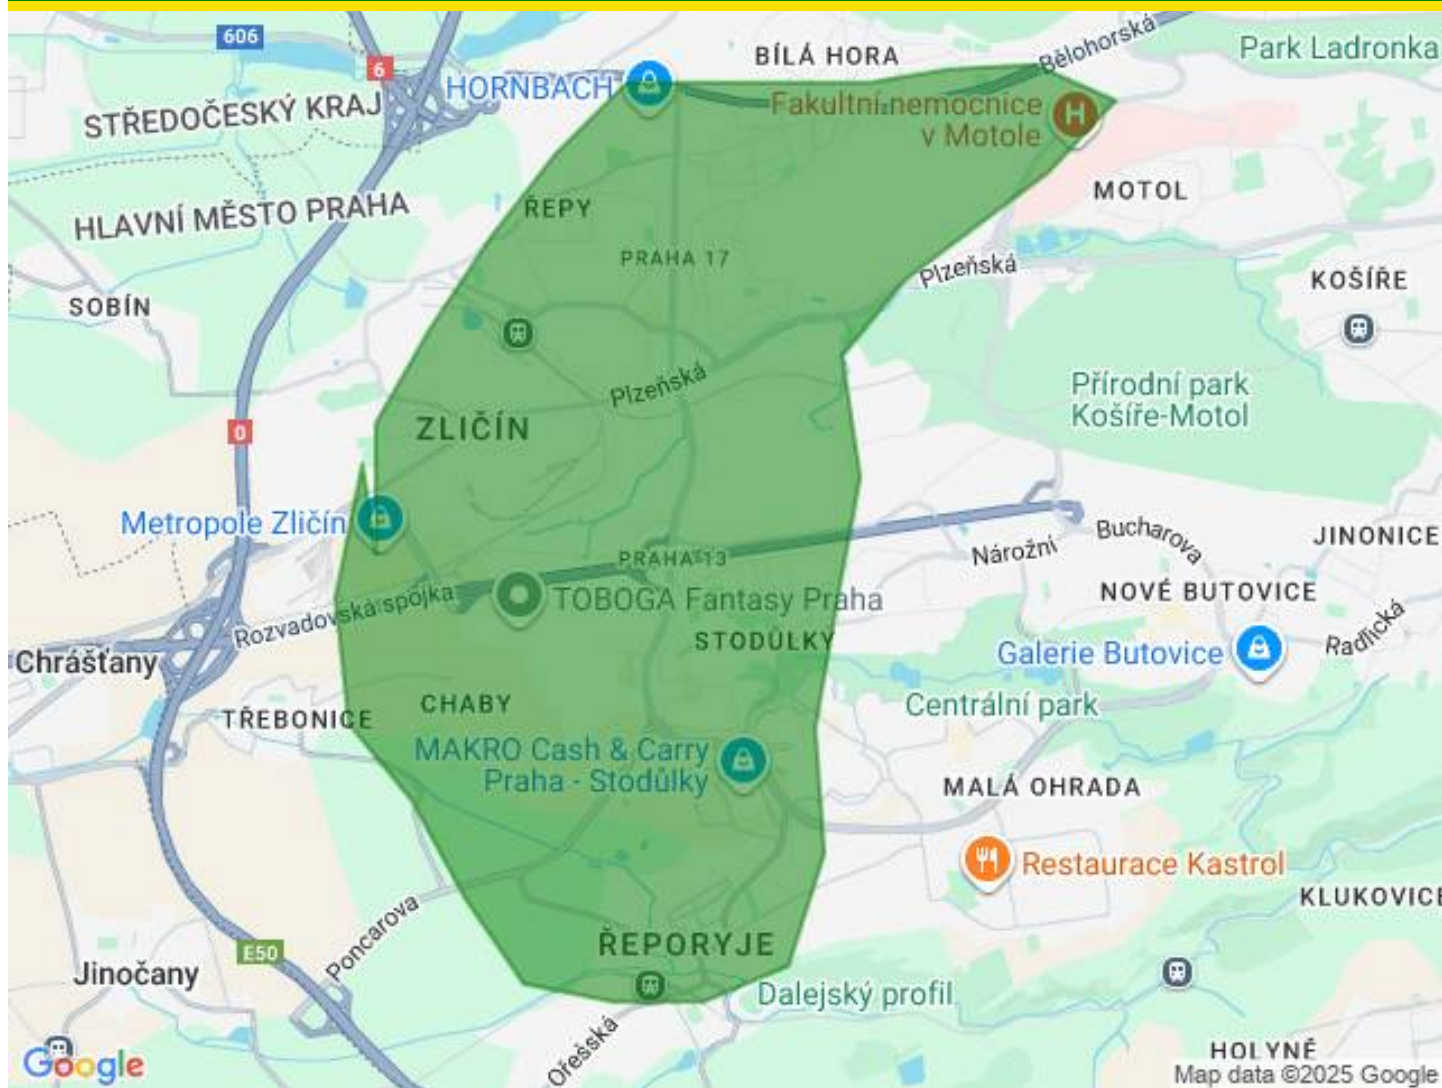 606
6
BÍLÁ HORA
Bělohorská
Park Ladronka
HORNBACH
STŘEDOČESKÝ KRAJ
Fakultní nemocnice
v Motole
MOTOL
HLAVNÍ MĚSTO PRAHA
ŘEPY
PRAHA 17
Plzeňská
KOŠÍŘE
SOBÍN
Přírodní park
Košíře-Motol
Plzeňská
ZLIČÍN
0
Metropole Zličín
Bucharova
JINONICE
PRAHA 13
Nárožní
NOVÉ BUTOVICE
Rozvadovská spojka
TOBOGA Fantasy Praha
Radlická
STODŮLKY
Galerie Butovice
Chrášťany
CHABY
Centrální park
TŘEBONICE
MAKRO Cash & Carry
Praha - Stodůlky
MALÁ OHRADA
Restaurace Kastrol
KLUKOVICE
Poncarova
E50
ŘEPORYJE
Jinočany
Dalejský profil
Ořešská
HOLYNĚ
Google
Map data ©2025 Google